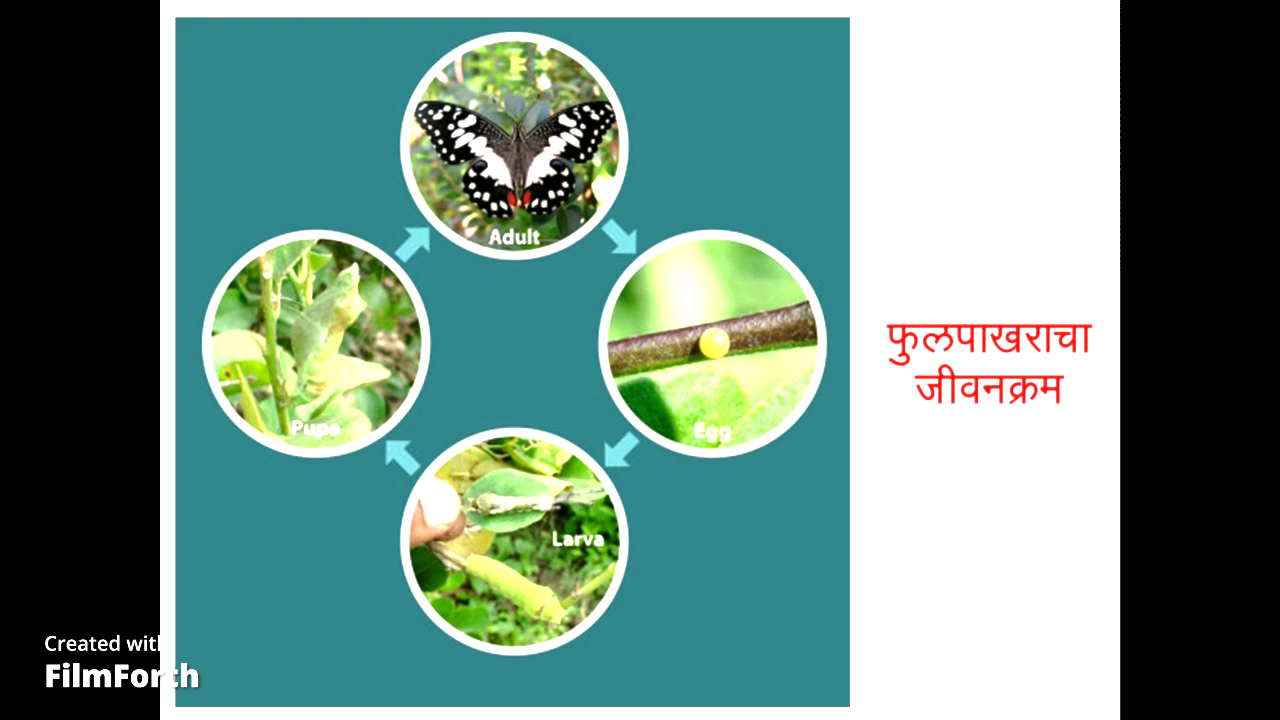 Adult
Pupa
Egg
Larva
फुलपाखराचा
जीवनक्रम
Created with
FilmForth